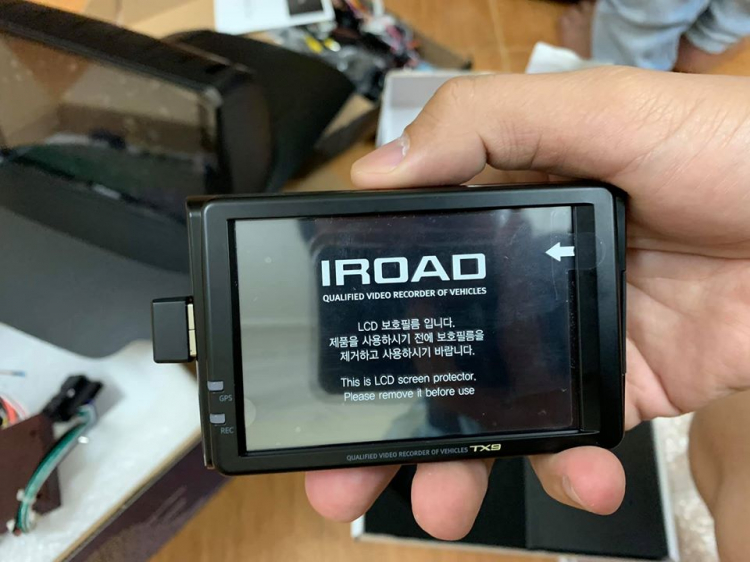 IROAD
QUALIFIED VIDEO RECORDER OF VEHICLES
LCD 보호필름 입니다.
제품을 사용하시기 전에 보호필름을
제거하고 사용하시기 바랍니다.
This is LCD screen protector.
Please remove it before use
GPS
REC
QUALIFIED VIDEO RECORDER OF VEHICLES TX9